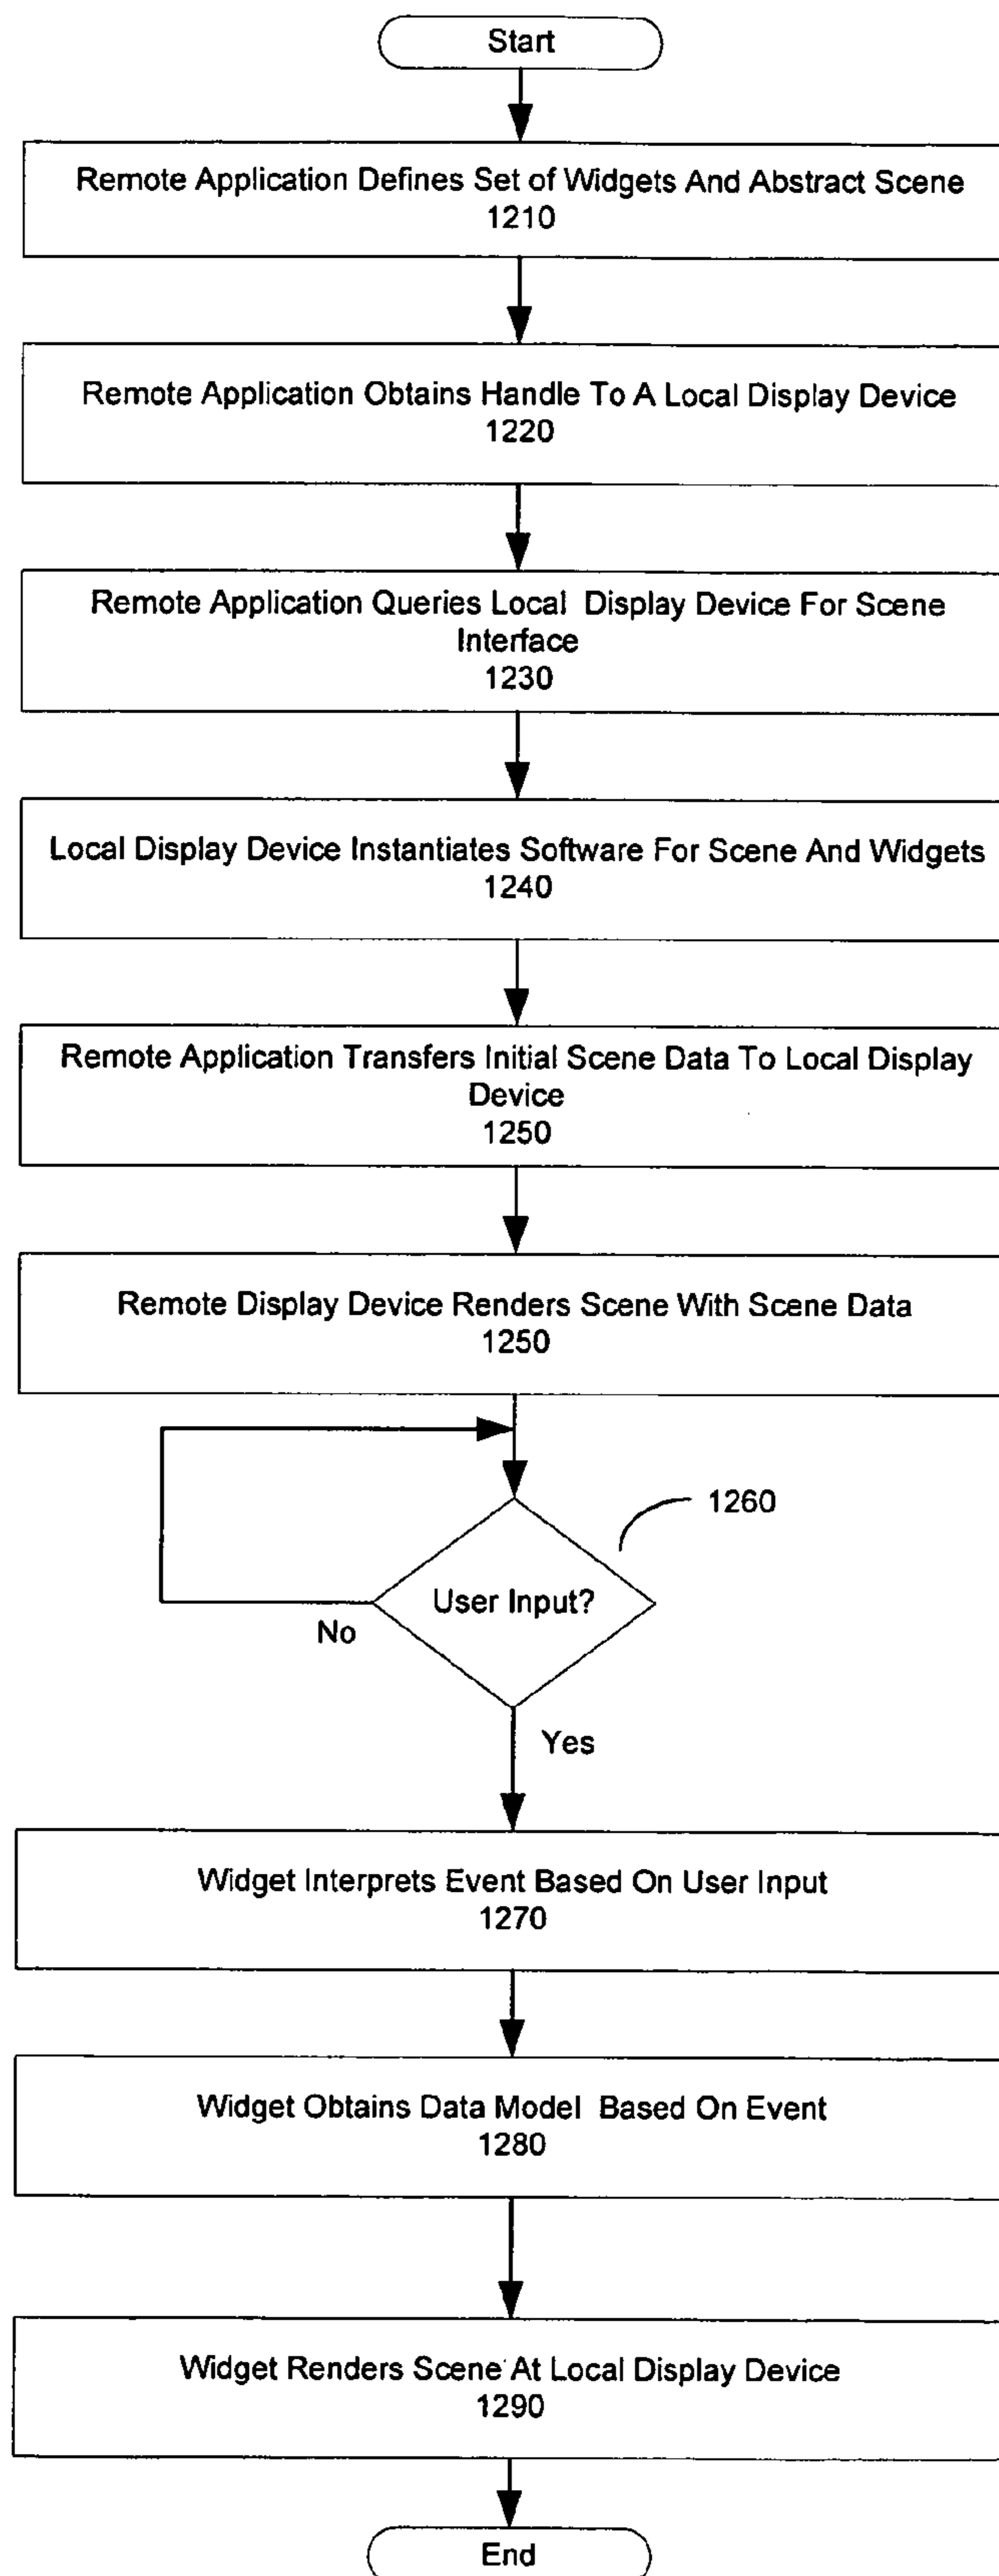 Start
Remote Application Defines Set of Widgets And Abstract Scene
1210
Remote Application Obtains Handle To A Local Display Device
1220
Remote Application Queries Local Display Device For Scene
Interface
1230
Local Display Device Instantiates Software For Scene And Widgets
1240
Remote Application Transfers Initial Scene Data To Local Display
Device
1250
Remote Display Device Renders Scene With Scene Data
1250
1260
User Input?
No
Yes
Widget Interprets Event Based On User Input
1270
Widget Obtains Data Model Based On Event
1280
Widget Renders Scene At Local Display Device
1290
End